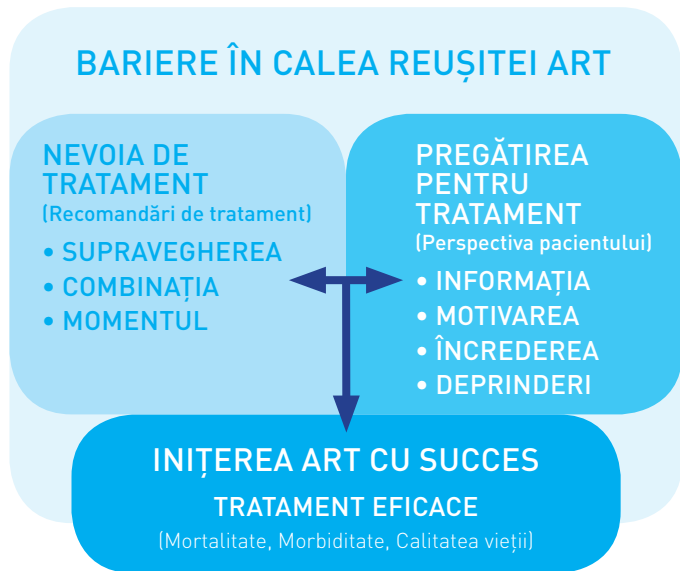 BARIERE ÎN CALEA REUȘITEI ART
NEVOIA DE
TRATAMENT
(Recomandări de tratament)
• SUPRAVEGHEREA
• COMBINAȚIA
• MOMENTUL
PREGĂTIREA
PENTRU
TRATAMENT
(Perspectiva pacientului)
• INFORMAȚIA
• MOTIVAREA
• ÎNCREDEREA
• DEPRINDERI
INIȚEREA ART CU SUCCES
TRATAMENT EFICACE
(Mortalitate, Morbiditate, Calitatea vieții)